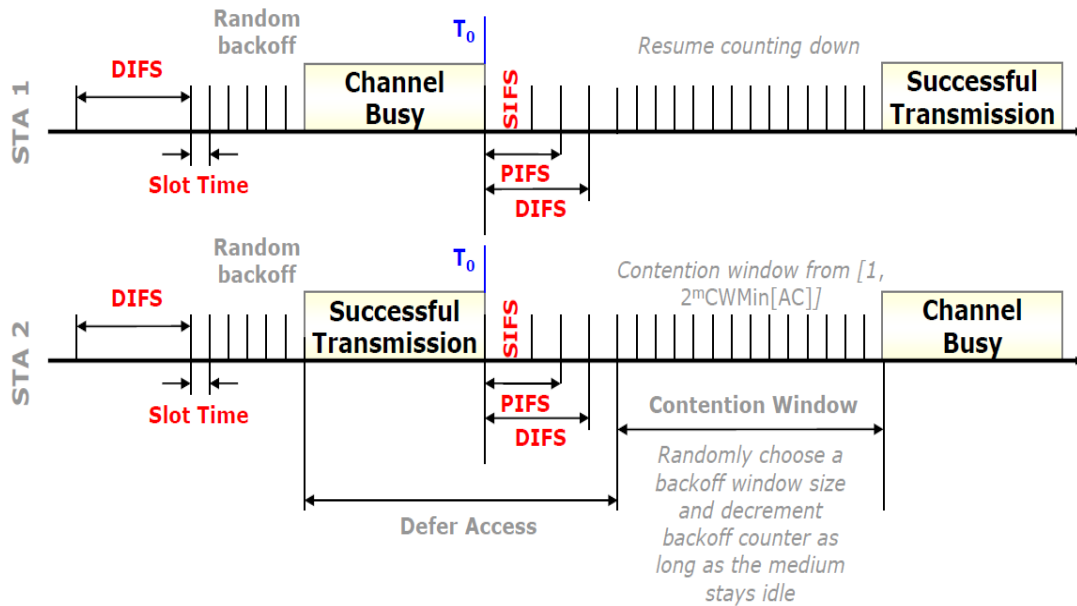 Random
backoff
T₀
Resume counting down
DIFS
Channel
Busy
SIFS
Successful
Transmission
STA 1
Slot Time
PIFS
DIFS
Random
backoff
T₀
Contention window from [1,
2ᵐCWMin[AC]]
DIFS
Successful
Transmission
SIFS
Channel
Busy
STA 2
Slot Time
PIFS
DIFS
Contention Window
Defer Access
Randomly choose a
backoff window size
and decrement
backoff counter as
long as the medium
stays idle